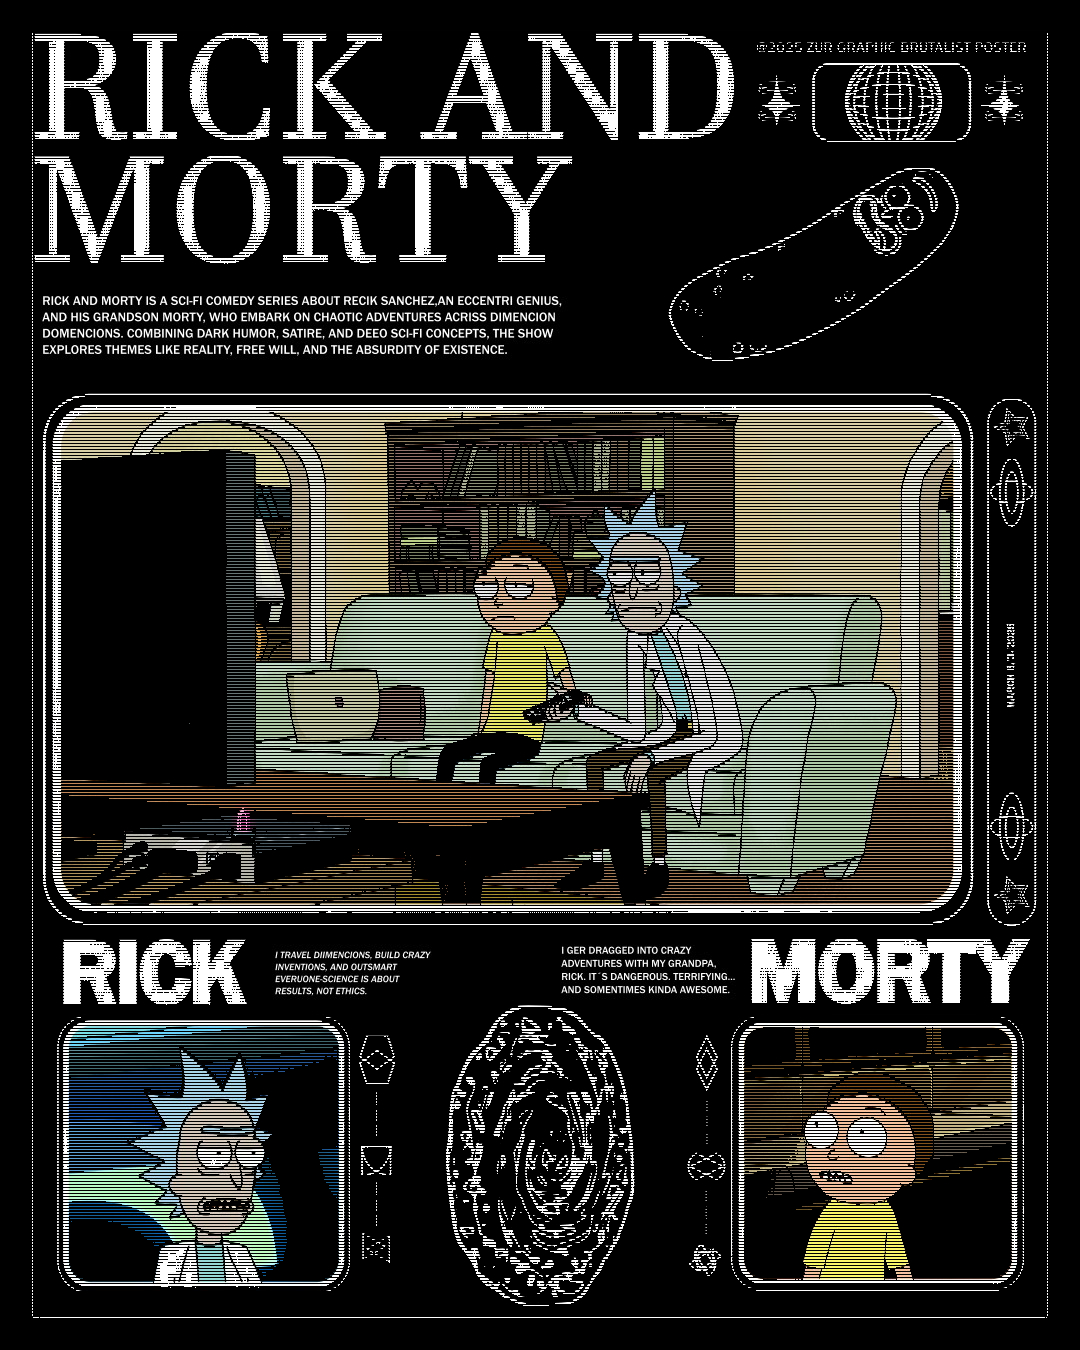 RICK AND
MORTY
©2025 ZUR GRAPHIC BRUTALIST POSTER
RICK AND MORTY IS A SCI-FI COMEDY SERIES ABOUT RECIK SANCHEZ,AN ECCENTRI GENIUS,
AND HIS GRANDSON MORTY, WHO EMBARK ON CHAOTIC ADVENTURES ACRISS DIMENCION
DOMENCIONS. COMBINING DARK HUMOR, SATIRE, AND DEEO SCI-FI CONCEPTS, THE SHOW
EXPLORES THEMES LIKE REALITY, FREE WILL, AND THE ABSURDITY OF EXISTENCE.
RICK
I TRAVEL DIIMENCIONS, BUILD CRAZY
INVENTIONS, AND OUTSMART
EVERUONE-SCIENCE IS ABOUT
RESULTS, NOT ETHICS.
I GER DRAGGED INTO CRAZY
ADVENTURES WITH MY GRANDPA,
RICK. IT´S DANGEROUS. TERRIFYING...
AND SOMENTIMES KINDA AWESOME.
MORTY